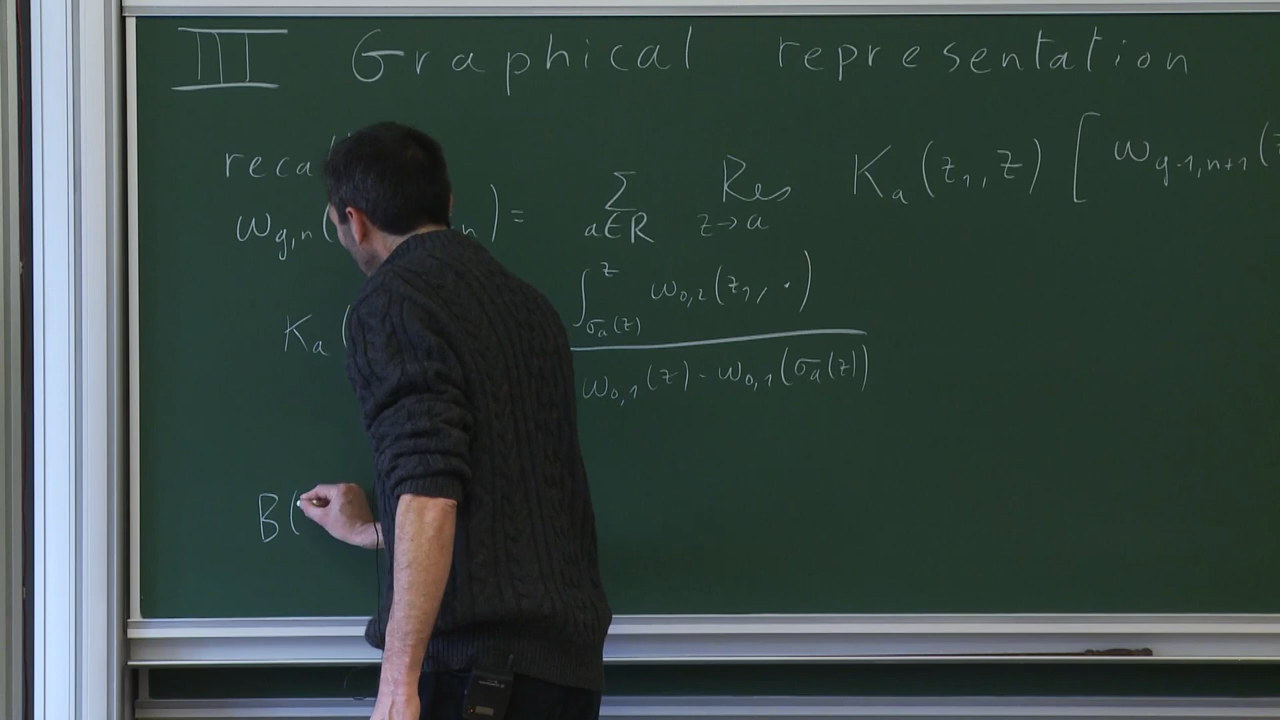 III Graphical representation
reca
ω_{g,n}( n) = Σ_{a∈R} Res_{z→a} K_a(z_1, z) [ ω_{g-1,n+1}(z
K_a( ∫_{σ_a(z)}^{z} ω_{0,2}(z_1, ·)
ω_{0,1}(z) - ω_{0,1}(σ_a(z))
B(